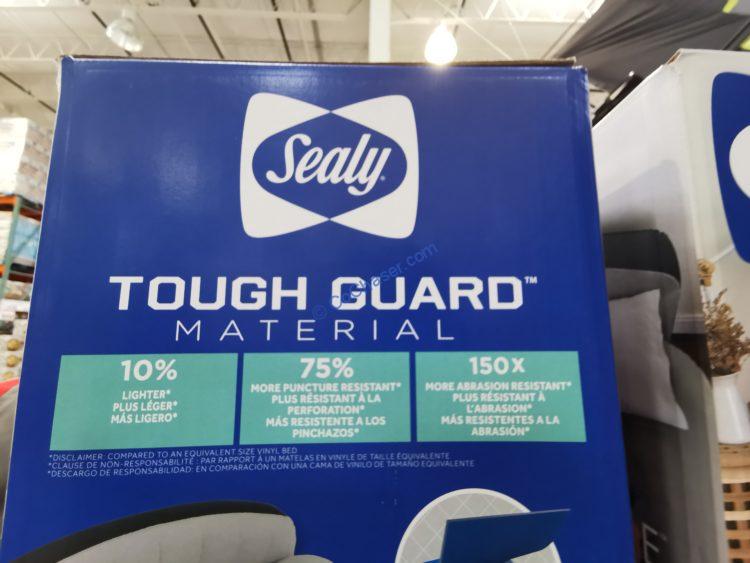 Sealy®
TOUGH GUARD™
MATERIAL
10%
LIGHTER*
PLUS LÉGER*
MÁS LIGERO*
75%
MORE PUNCTURE RESISTANT*
PLUS RÉSISTANT À LA
PERFORATION*
MÁS RESISTENTE A LOS
PINCHAZOS*
150X
MORE ABRASION RESISTANT*
PLUS RÉSISTANT À
L'ABRASION*
MÁS RESISTENTES A LA
ABRASIÓN*
*DISCLAIMER: COMPARED TO AN EQUIVALENT SIZE VINYL BED
*CLAUSE DE NON-RESPONSABILITÉ : PAR RAPPORT À UN MATELAS EN VINYLE DE TAILLE ÉQUIVALENTE
*DESCARGO DE RESPONSABILIDAD: EN COMPARACIÓN CON UNA CAMA DE VINILO DE TAMAÑO EQUIVALENTE
© CoChaser.com
E